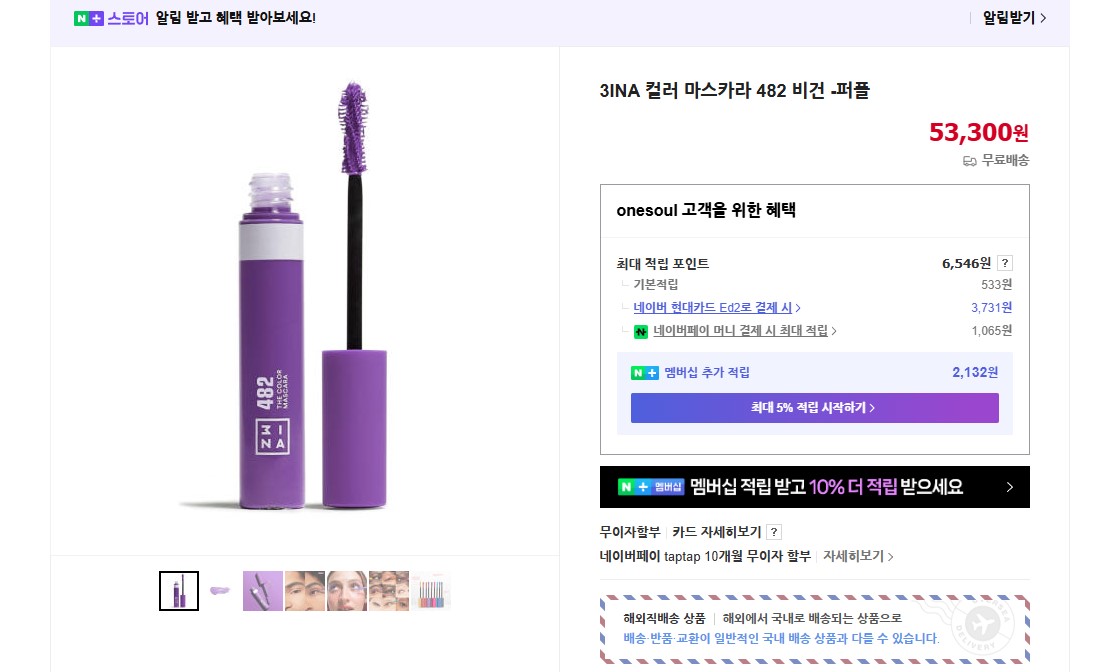 N+ 스토어 알림 받고 혜택 받아보세요!
알림받기 >
482
THE COLOR
MASCARA
3INA
3INA 컬러 마스카라 482 비건 -퍼플
53,300원
무료배송
onesoul 고객을 위한 혜택
최대 적립 포인트 6,546원 ?
기본적립 533원
네이버 현대카드 Ed2로 결제 시 > 3,731원
N 네이버페이 머니 결제 시 최대 적립 > 1,065원
N+ 멤버십 추가 적립 2,132원
최대 5% 적립 시작하기 >
N+ 멤버십 멤버십 적립 받고 10% 더 적립 받으세요 >
무이자할부 카드 자세히보기 ?
네이버페이 taptap 10개월 무이자 할부 자세히보기 >
해외직배송 상품 해외에서 국내로 배송되는 상품으로
배송·반품·교환이 일반적인 국내 배송 상품과 다를 수 있습니다.
DELIVERY